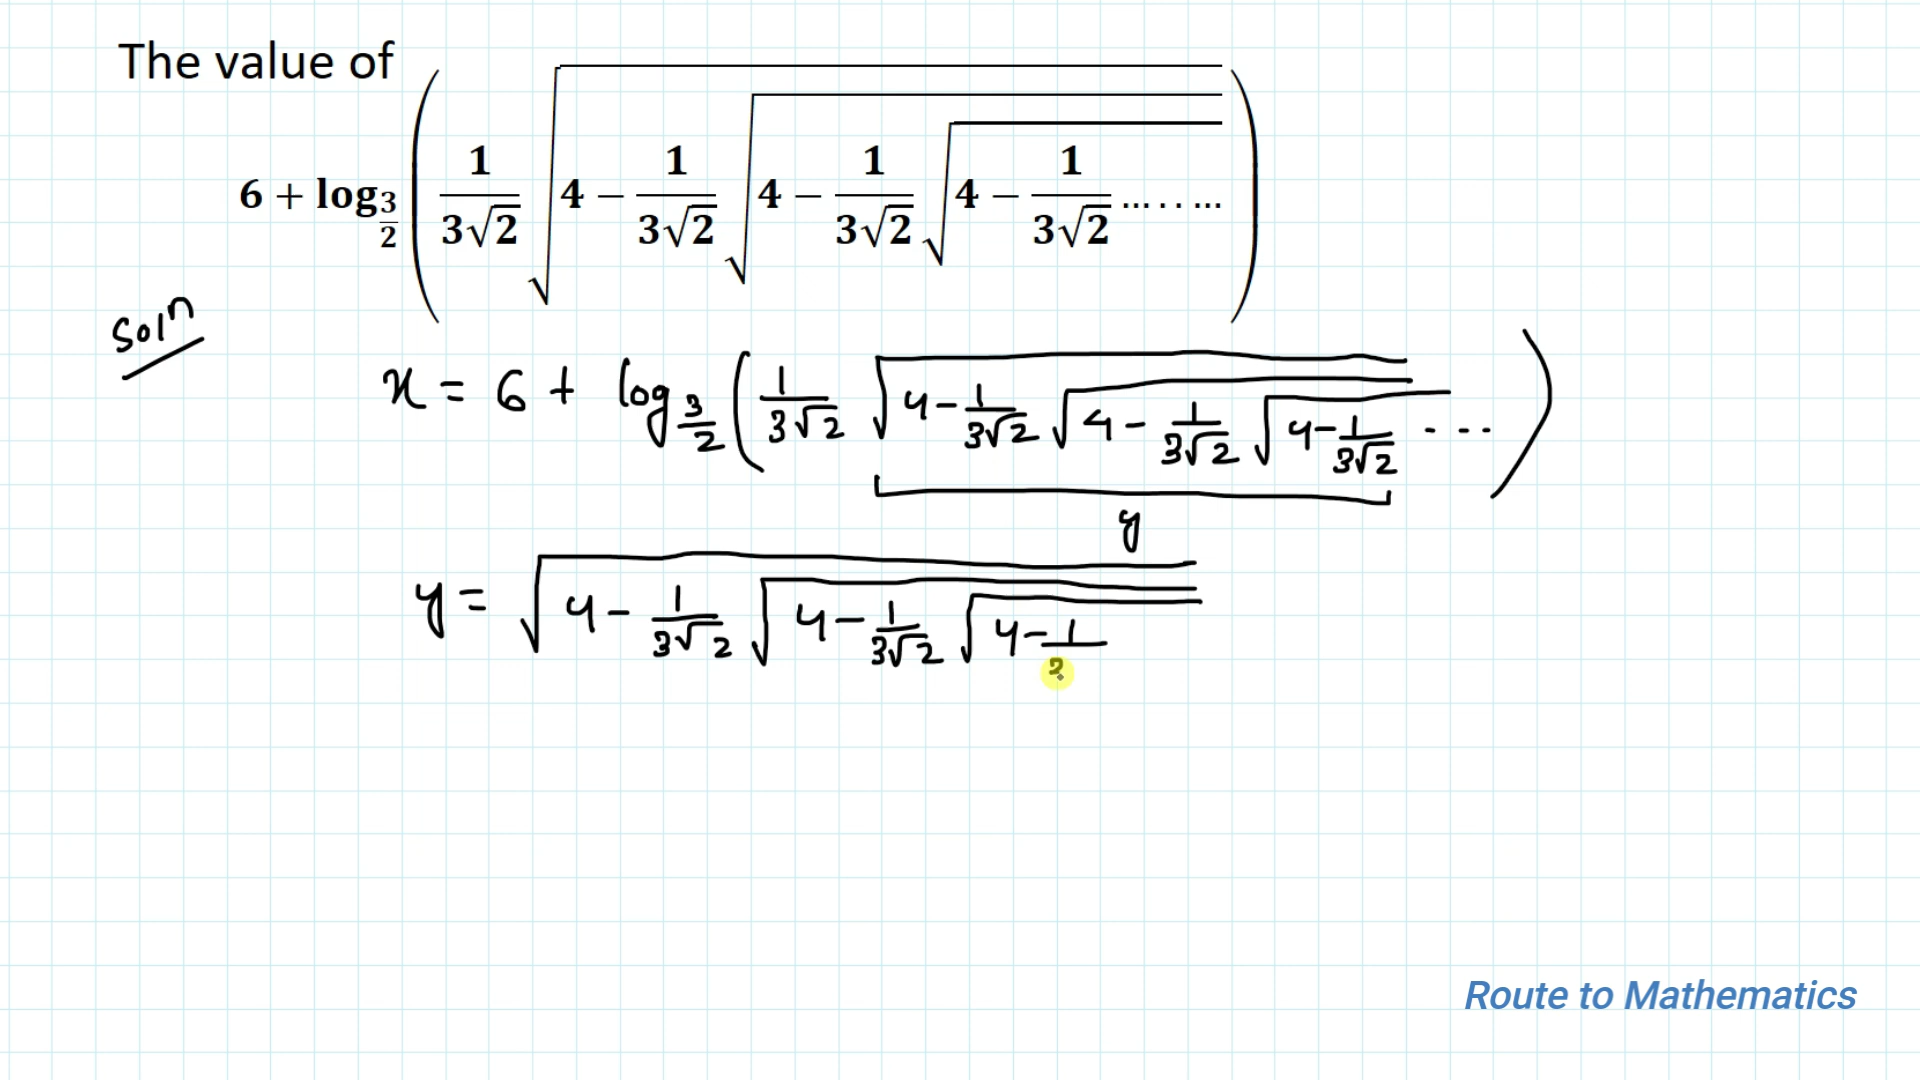 The value of
6 + log_{3/2} ( 1/(3√2) √(4 − 1/(3√2) √(4 − 1/(3√2) √(4 − 1/(3√2) ........ ))) )
Solⁿ
x = 6 + log_{3/2} ( 1/(3√2) √(4 − 1/(3√2) √(4 − 1/(3√2) √(4 − 1/(3√2) ---))) )
y
y = √(4 − 1/(3√2) √(4 − 1/(3√2) √(4 − 1/
Route to Mathematics